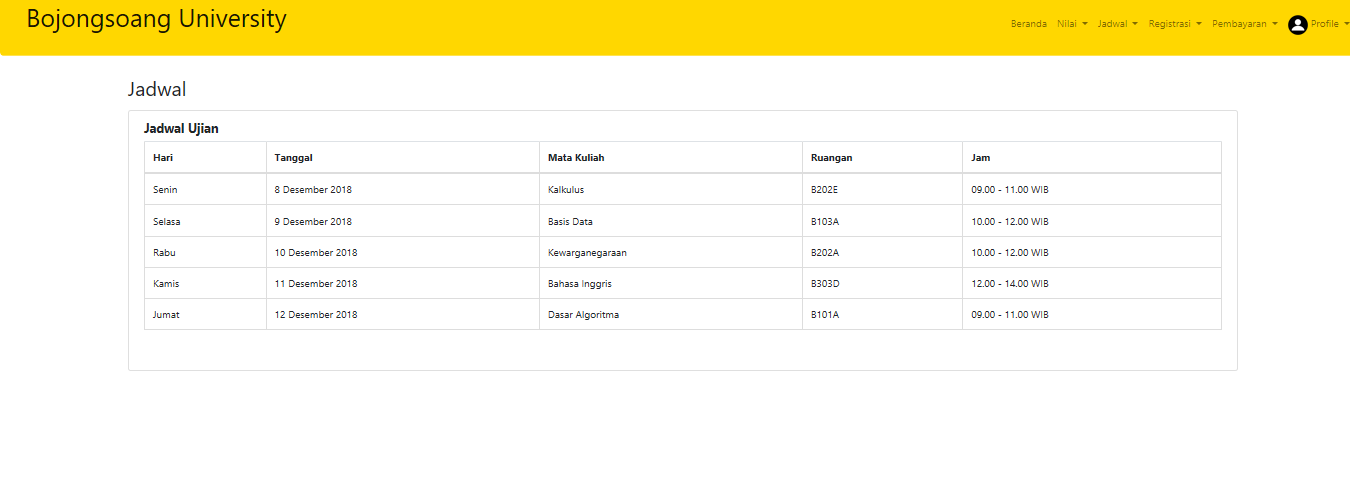 Bojongsoang University
Beranda Nilai Jadwal Registrasi Pembayaran Profile
Jadwal
Jadwal Ujian
Hari Tanggal Mata Kuliah Ruangan Jam
Senin 8 Desember 2018 Kalkulus B202E 09.00 - 11.00 WIB
Selasa 9 Desember 2018 Basis Data B103A 10.00 - 12.00 WIB
Rabu 10 Desember 2018 Kewarganegaraan B202A 10.00 - 12.00 WIB
Kamis 11 Desember 2018 Bahasa Inggris B303D 12.00 - 14.00 WIB
Jumat 12 Desember 2018 Dasar Algoritma B101A 09.00 - 11.00 WIB